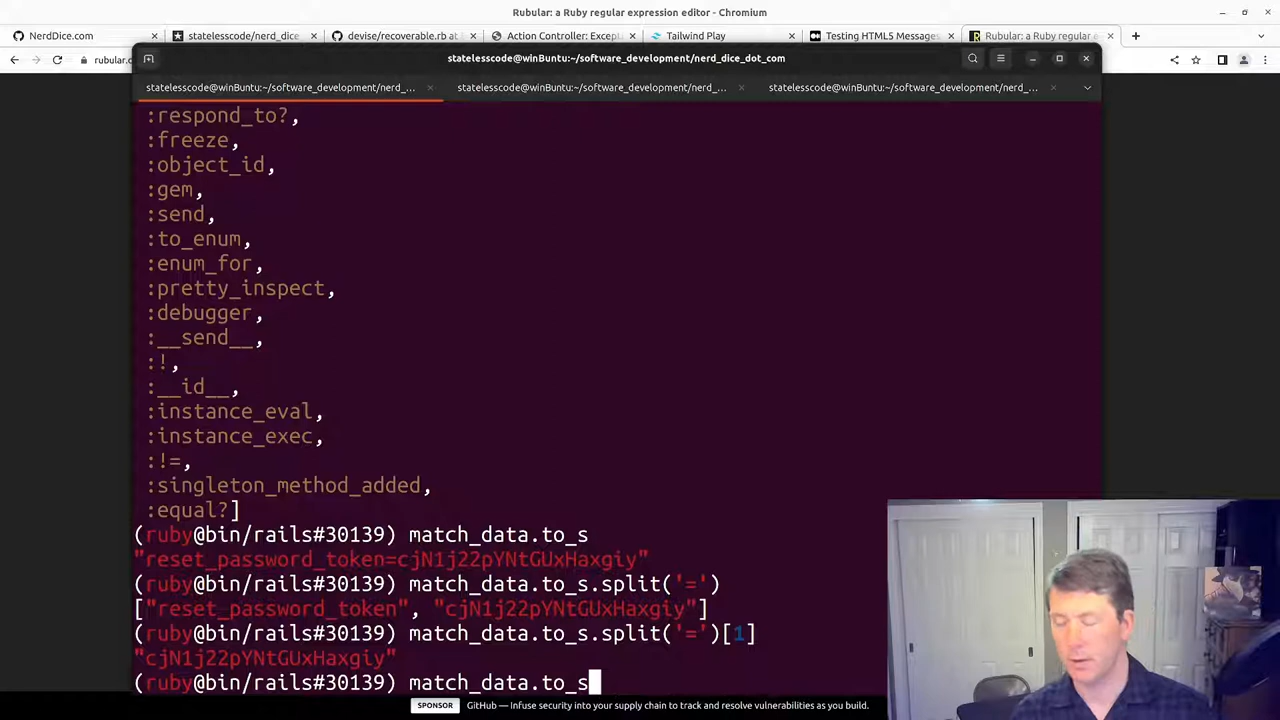 Rubular: a Ruby regular expression editor - Chromium
NerdDice.com
statelesscode/nerd_dice
devise/recoverable.rb at
Action Controller: Excep
Tailwind Play
Testing HTML5 Messages
Rubular: a Ruby regular e
rubular.c
statelesscode@winBuntu:~/software_development/nerd_dice_dot_com
statelesscode@winBuntu:~/software_development/nerd_...
statelesscode@winBuntu:~/software_development/nerd_...
statelesscode@winBuntu:~/software_development/nerd_...
:respond_to?,
:freeze,
:object_id,
:gem,
:send,
:to_enum,
:enum_for,
:pretty_inspect,
:debugger,
:__send__,
:!,
:__id__,
:instance_eval,
:instance_exec,
:!=,
:singleton_method_added,
:equal?]
(ruby@bin/rails#30139) match_data.to_s
"reset_password_token=cjN1j22pYNtGUxHaxgiy"
(ruby@bin/rails#30139) match_data.to_s.split('=')
["reset_password_token", "cjN1j22pYNtGUxHaxgiy"]
(ruby@bin/rails#30139) match_data.to_s.split('=')[1]
"cjN1j22pYNtGUxHaxgiy"
(ruby@bin/rails#30139) match_data.to_s
SPONSOR GitHub — Infuse security into your supply chain to track and resolve vulnerabilities as you build.